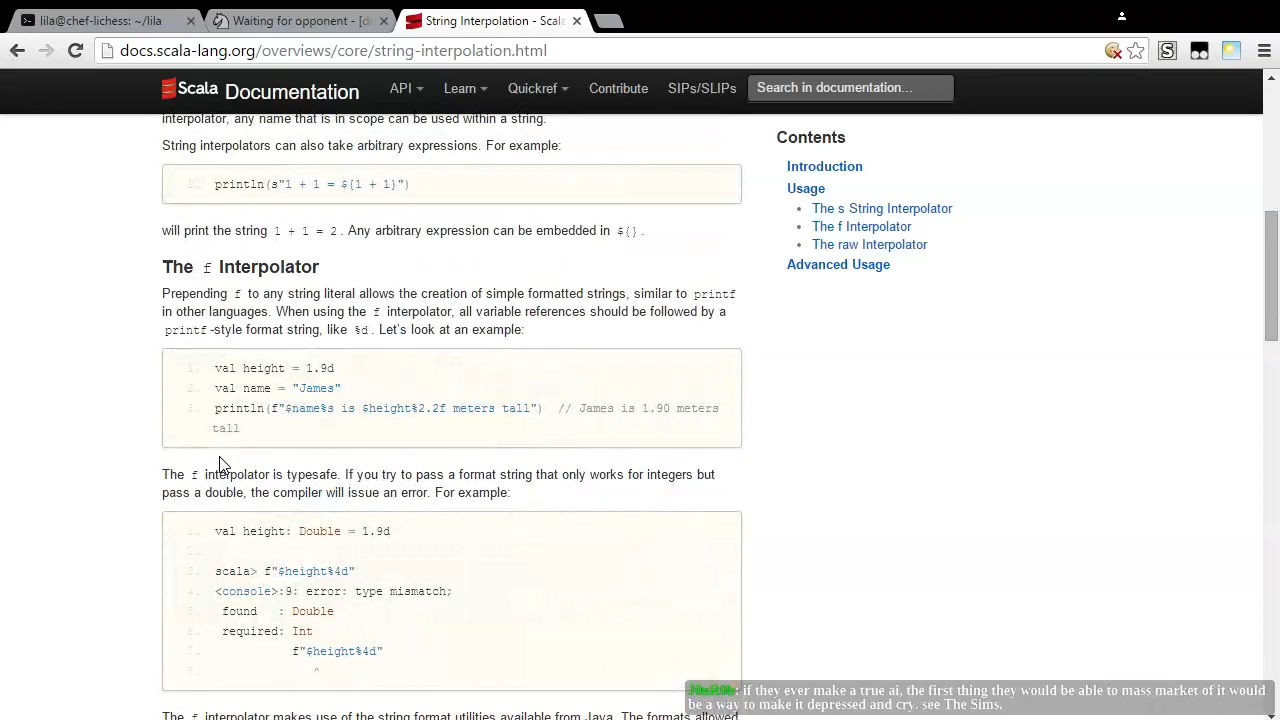 lila@chef-lichess: ~/lila
Waiting for opponent - [d
String Interpolation - Scala
docs.scala-lang.org/overviews/core/string-interpolation.html
Scala Documentation
API
Learn
Quickref
Contribute
SIPs/SLIPs
Search in documentation...
interpolator, any name that is in scope can be used within a string.
String interpolators can also take arbitrary expressions. For example:
println(s"1 + 1 = ${1 + 1}")
will print the string 1 + 1 = 2. Any arbitrary expression can be embedded in ${}.
The f Interpolator
Prepending f to any string literal allows the creation of simple formatted strings, similar to printf
in other languages. When using the f interpolator, all variable references should be followed by a
printf-style format string, like %d. Let's look at an example:
val height = 1.9d
val name = "James"
println(f"$name%s is $height%2.2f meters tall")  // James is 1.90 meters
tall
The f interpolator is typesafe. If you try to pass a format string that only works for integers but
pass a double, the compiler will issue an error. For example:
val height: Double = 1.9d
scala> f"$height%4d"
<console>:9: error: type mismatch;
found   : Double
required: Int
f"$height%4d"
^
The f interpolator makes use of the string format utilities available from Java. The formats allowed
Contents
Introduction
Usage
The s String Interpolator
The f Interpolator
The raw Interpolator
Advanced Usage
: if they ever make a true ai, the first thing they would be able to mass market of it would
be a way to make it depressed and cry. see The Sims.